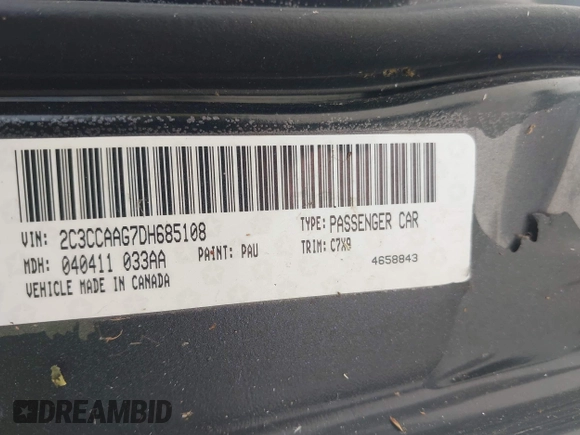 VIN: 2C3CCAAG7DH685108 TYPE: PASSENGER CAR
MDH: 040411 033AA PAINT: PAU TRIM: C7X9
VEHICLE MADE IN CANADA 4658843
DREAMBID